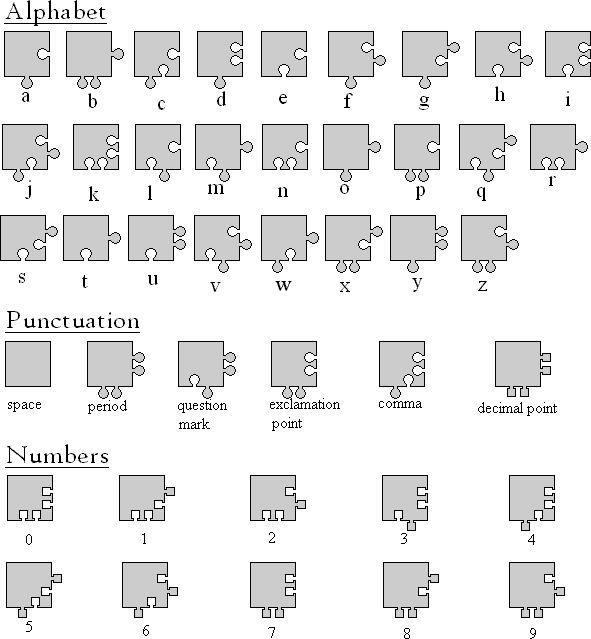 Alphabet
a b c d e f g h i
j k l m n o p q r
s t u v w x y z
Punctuation
space period question mark exclamation point comma decimal point
Numbers
0 1 2 3 4
5 6 7 8 9